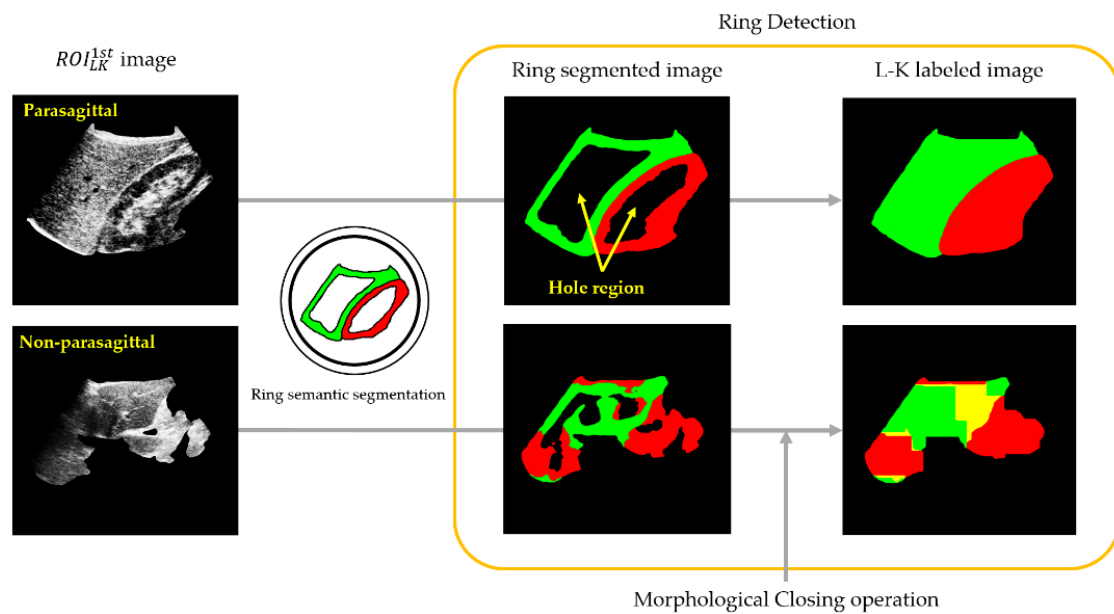 Ring Detection
ROI_{LK}^{1st} image
Ring segmented image
L-K labeled image
Parasagittal
Hole region
Non-parasagittal
Ring semantic segmentation
Morphological Closing operation